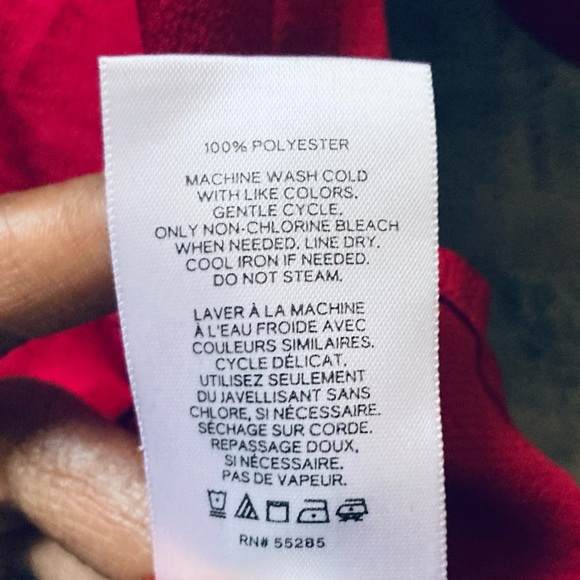 100% POLYESTER
MACHINE WASH COLD
WITH LIKE COLORS.
GENTLE CYCLE.
ONLY NON-CHLORINE BLEACH
WHEN NEEDED. LINE DRY.
COOL IRON IF NEEDED.
DO NOT STEAM.
LAVER À LA MACHINE
À L'EAU FROIDE AVEC
COULEURS SIMILAIRES.
CYCLE DÉLICAT.
UTILISEZ SEULEMENT
DU JAVELLISANT SANS
CHLORE, SI NÉCESSAIRE.
SÉCHAGE SUR CORDE.
REPASSAGE DOUX,
SI NÉCESSAIRE.
PAS DE VAPEUR.
RN# 55285